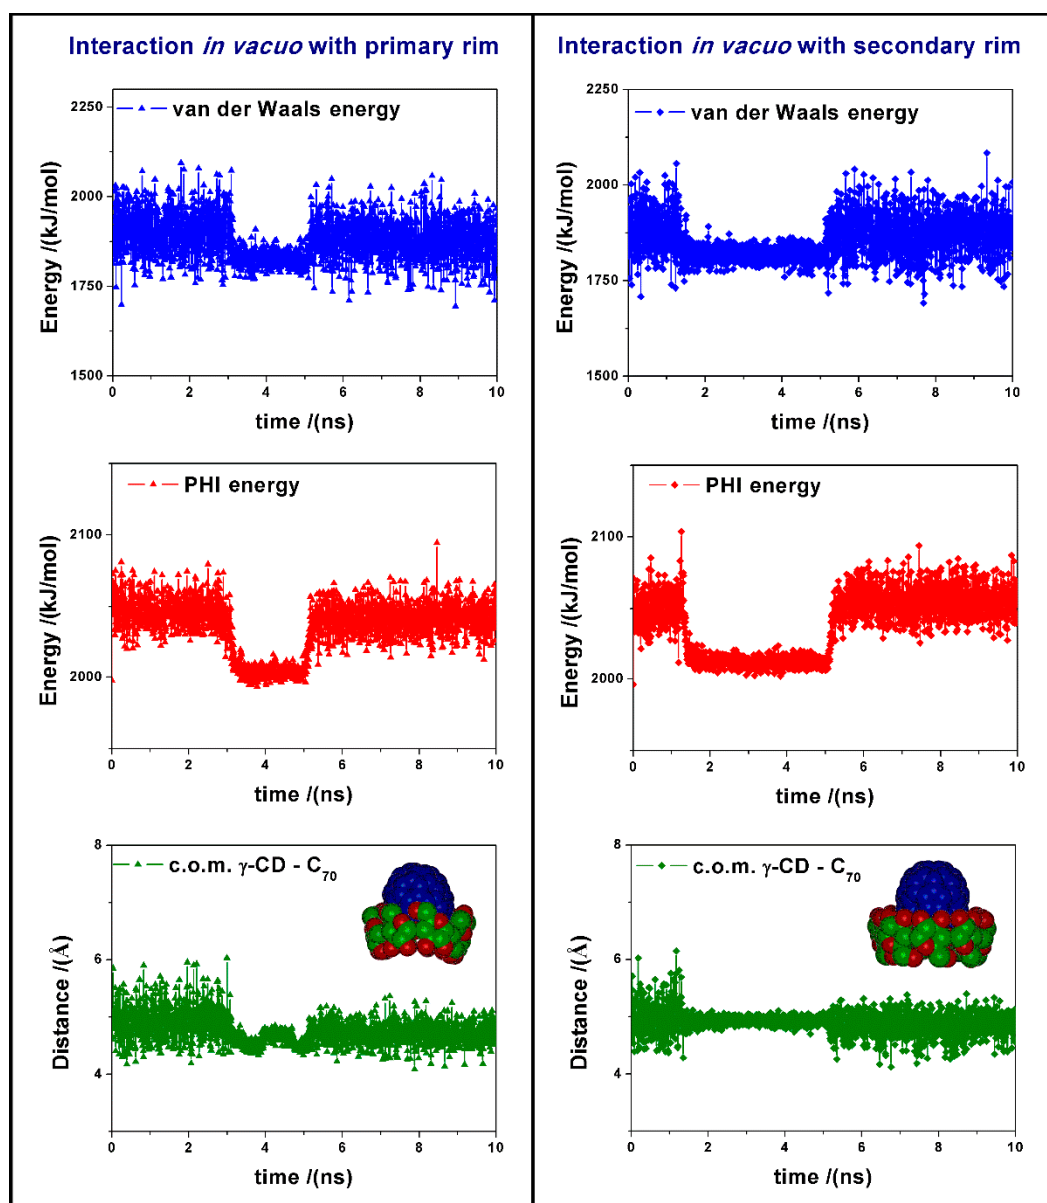 Interaction in vacuo with primary rim
van der Waals energy
2250
2000
1750
1500
Energy /(kJ/mol)
0 2 4 6 8 10
time /(ns)
PHI energy
2100
2000
Energy /(kJ/mol)
0 2 4 6 8 10
time /(ns)
c.o.m. γ-CD - C70
8
6
4
Distance /(Å)
0 2 4 6 8 10
time /(ns)
Interaction in vacuo with secondary rim
van der Waals energy
2250
2000
1750
1500
Energy /(kJ/mol)
0 2 4 6 8 10
time /(ns)
PHI energy
2100
2000
Energy /(kJ/mol)
0 2 4 6 8 10
time /(ns)
c.o.m. γ-CD - C70
8
6
4
Distance /(Å)
0 2 4 6 8 10
time /(ns)